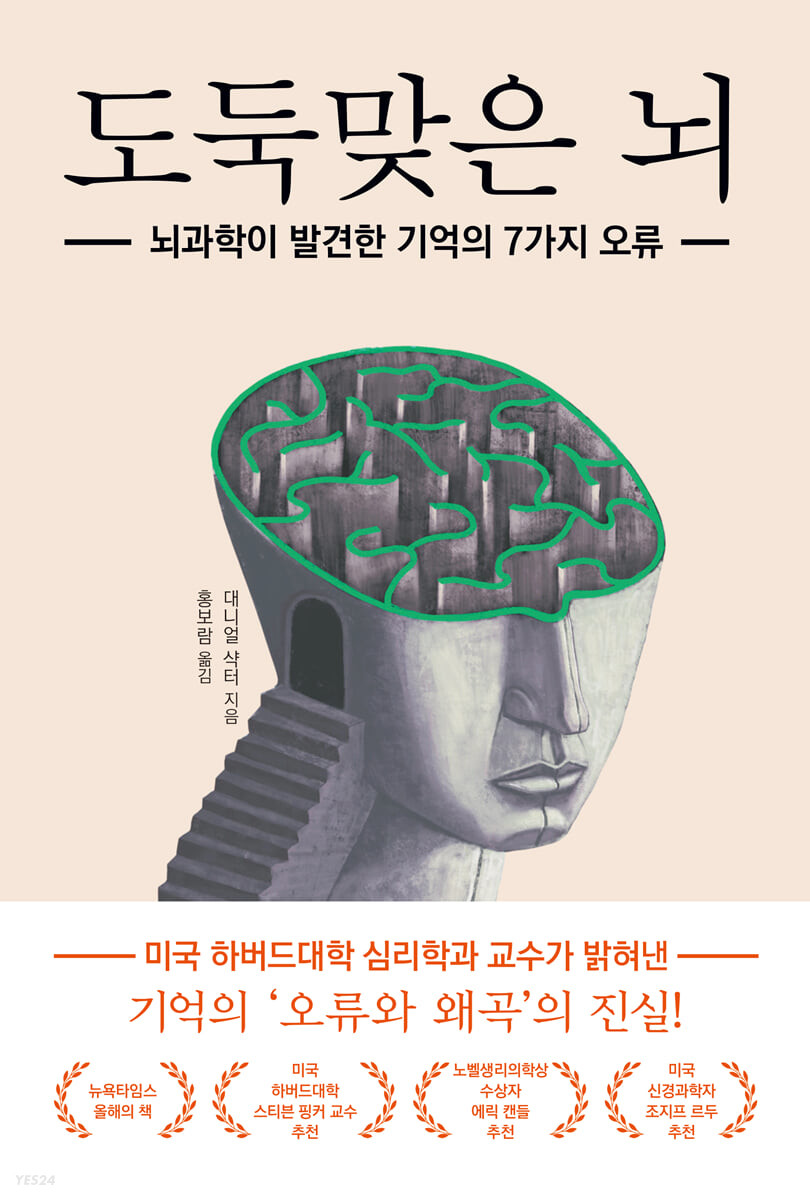 도둑맞은 뇌
뇌과학이 발견한 기억의 7가지 오류
대니얼 샥터 지음
홍보람 옮김
미국 하버드대학 심리학과 교수가 밝혀낸
기억의 ‘오류와 왜곡’의 진실!
뉴욕타임스
올해의 책
미국
하버드대학
스티븐 핑커 교수
추천
노벨생리의학상
수상자
에릭 캔들
추천
미국
신경과학자
조지프 르두
추천
YES24